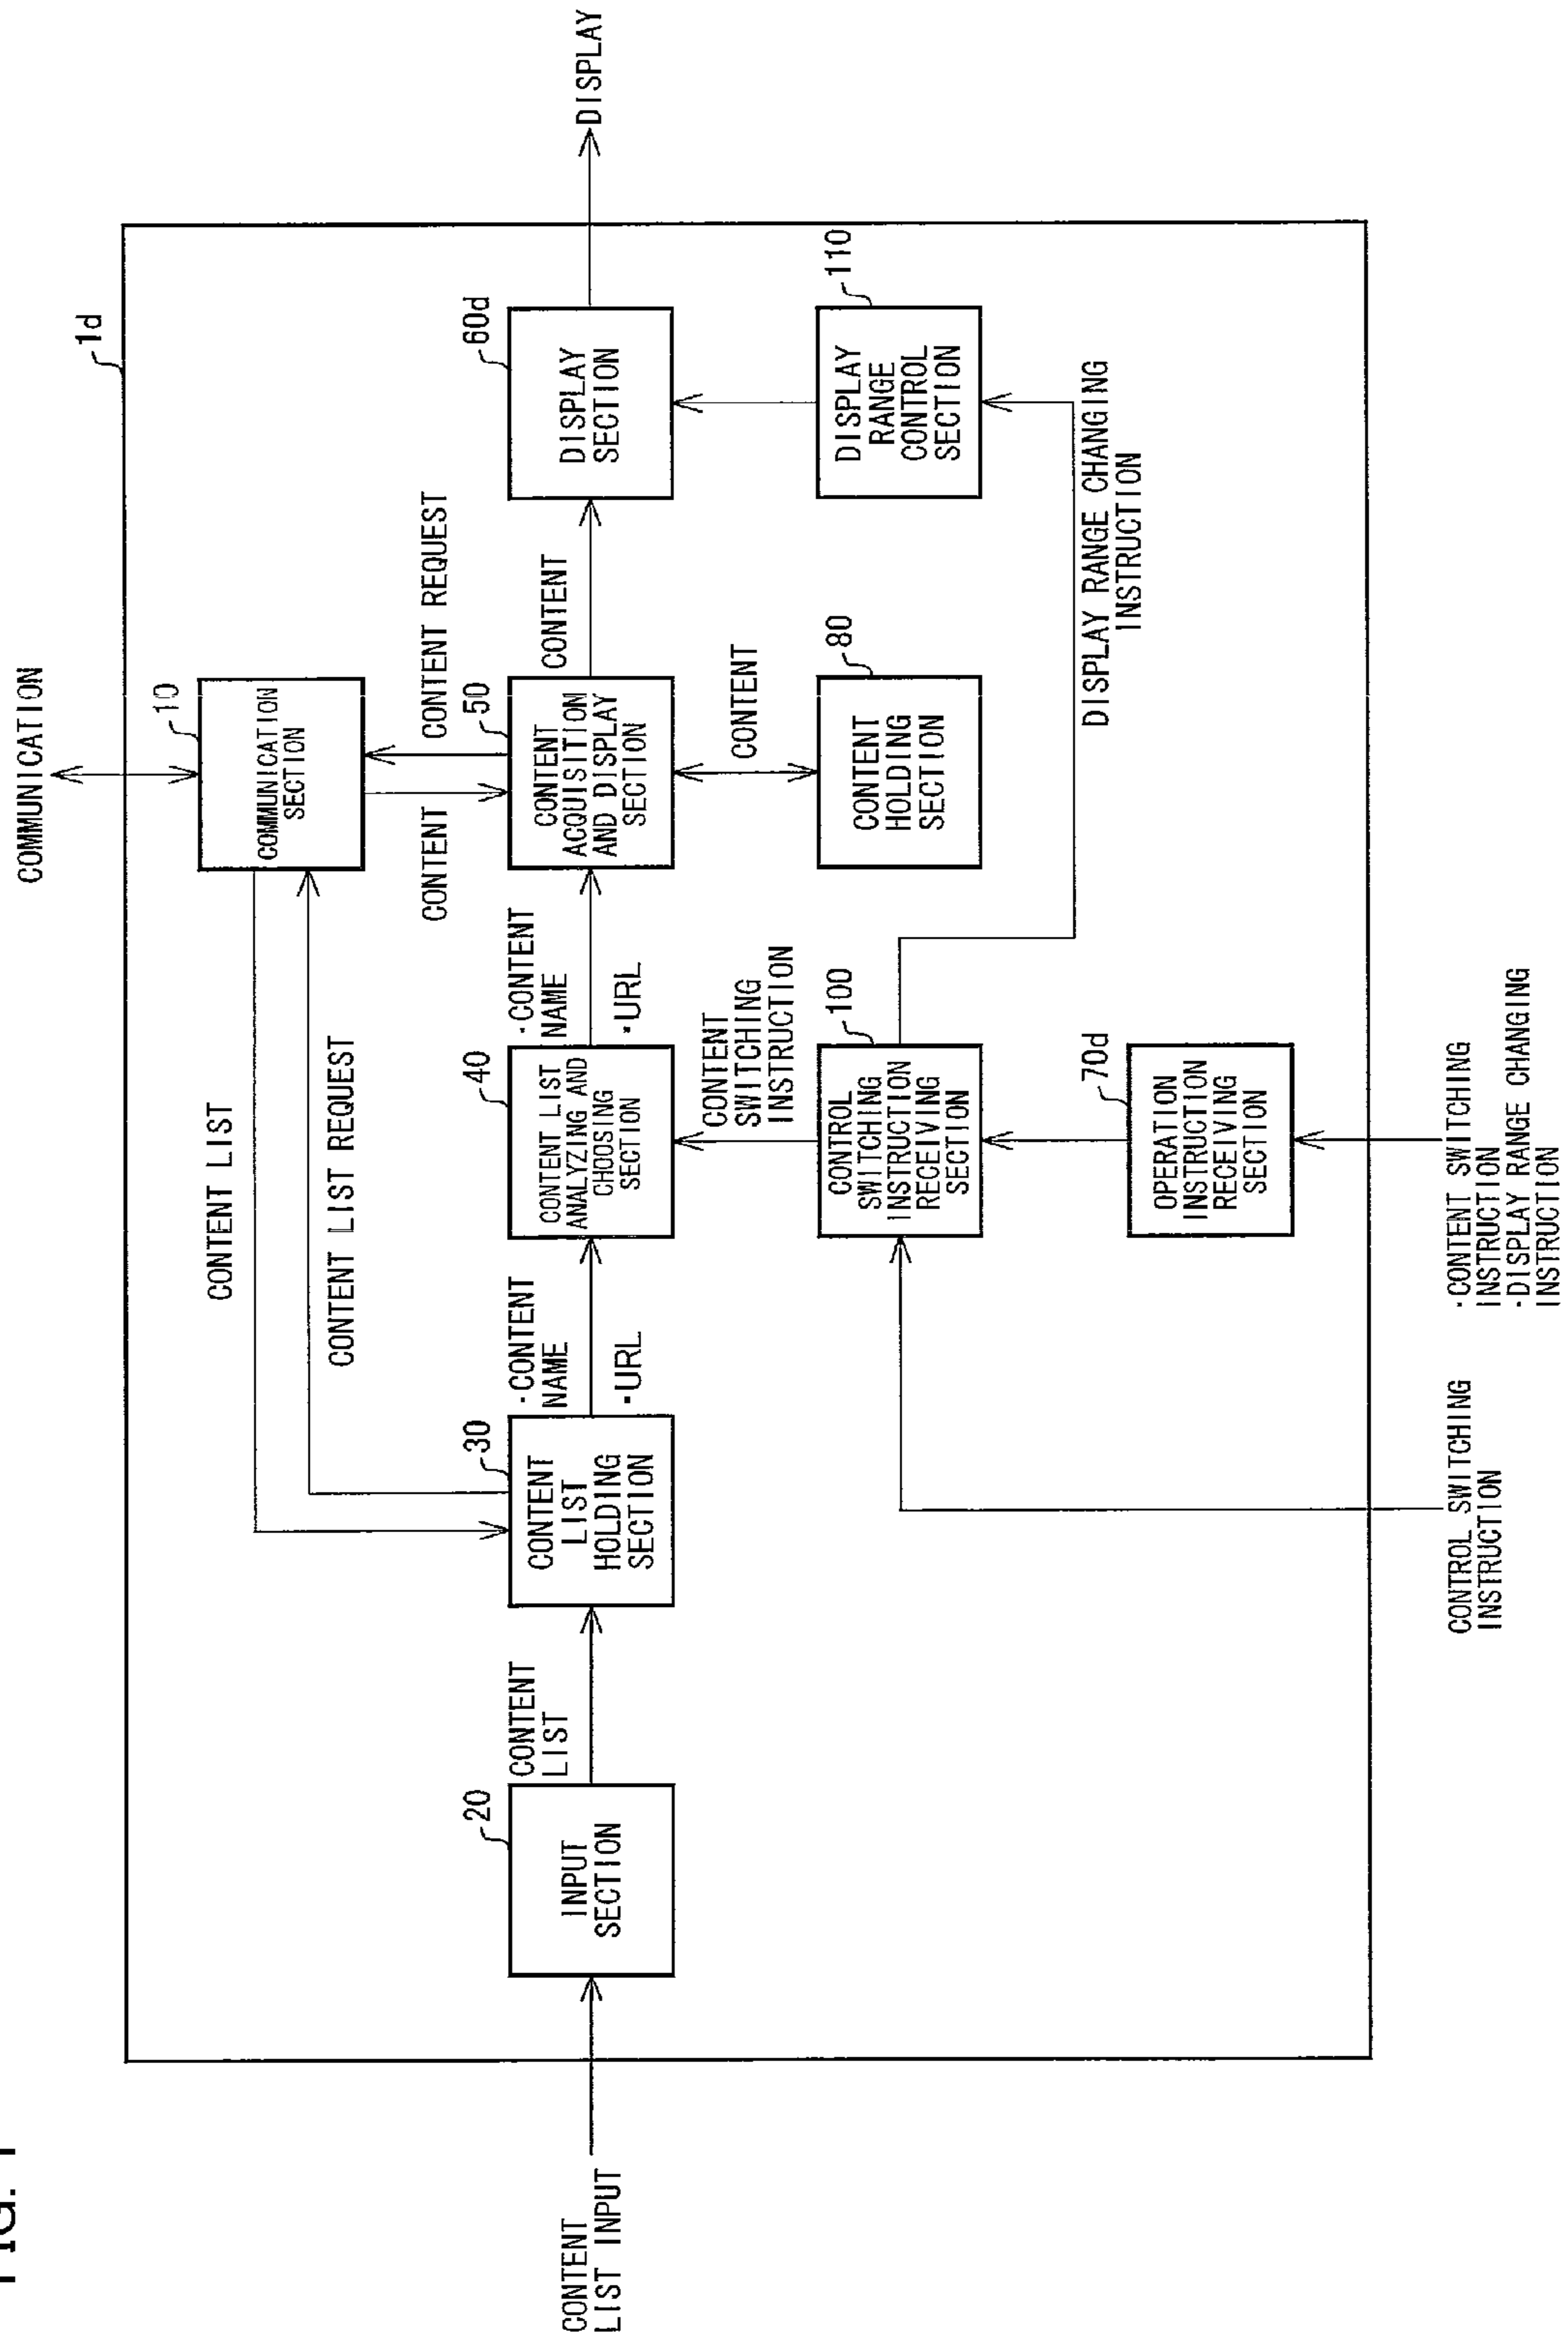 FIG. 1
COMMUNICATION
1d
10
COMMUNICATION
SECTION
CONTENT LIST
CONTENT LIST REQUEST
CONTENT
CONTENT REQUEST
CONTENT
LIST INPUT
20
INPUT
SECTION
CONTENT
LIST
30
CONTENT
LIST
HOLDING
SECTION
·CONTENT
NAME
·URL
40
CONTENT LIST
ANALYZING AND
CHOOSING
SECTION
·CONTENT
NAME
·URL
50
CONTENT
ACQUISITION
AND DISPLAY
SECTION
CONTENT
60d
DISPLAY
SECTION
DISPLAY
CONTENT
SWITCHING
INSTRUCTION
CONTENT
100
CONTROL
SWITCHING
INSTRUCTION
RECEIVING
SECTION
80
CONTENT
HOLDING
SECTION
110
DISPLAY
RANGE
CONTROL
SECTION
DISPLAY RANGE CHANGING
INSTRUCTION
70d
OPERATION
INSTRUCTION
RECEIVING
SECTION
CONTROL SWITCHING
INSTRUCTION
·CONTENT SWITCHING
INSTRUCTION
·DISPLAY RANGE CHANGING
INSTRUCTION